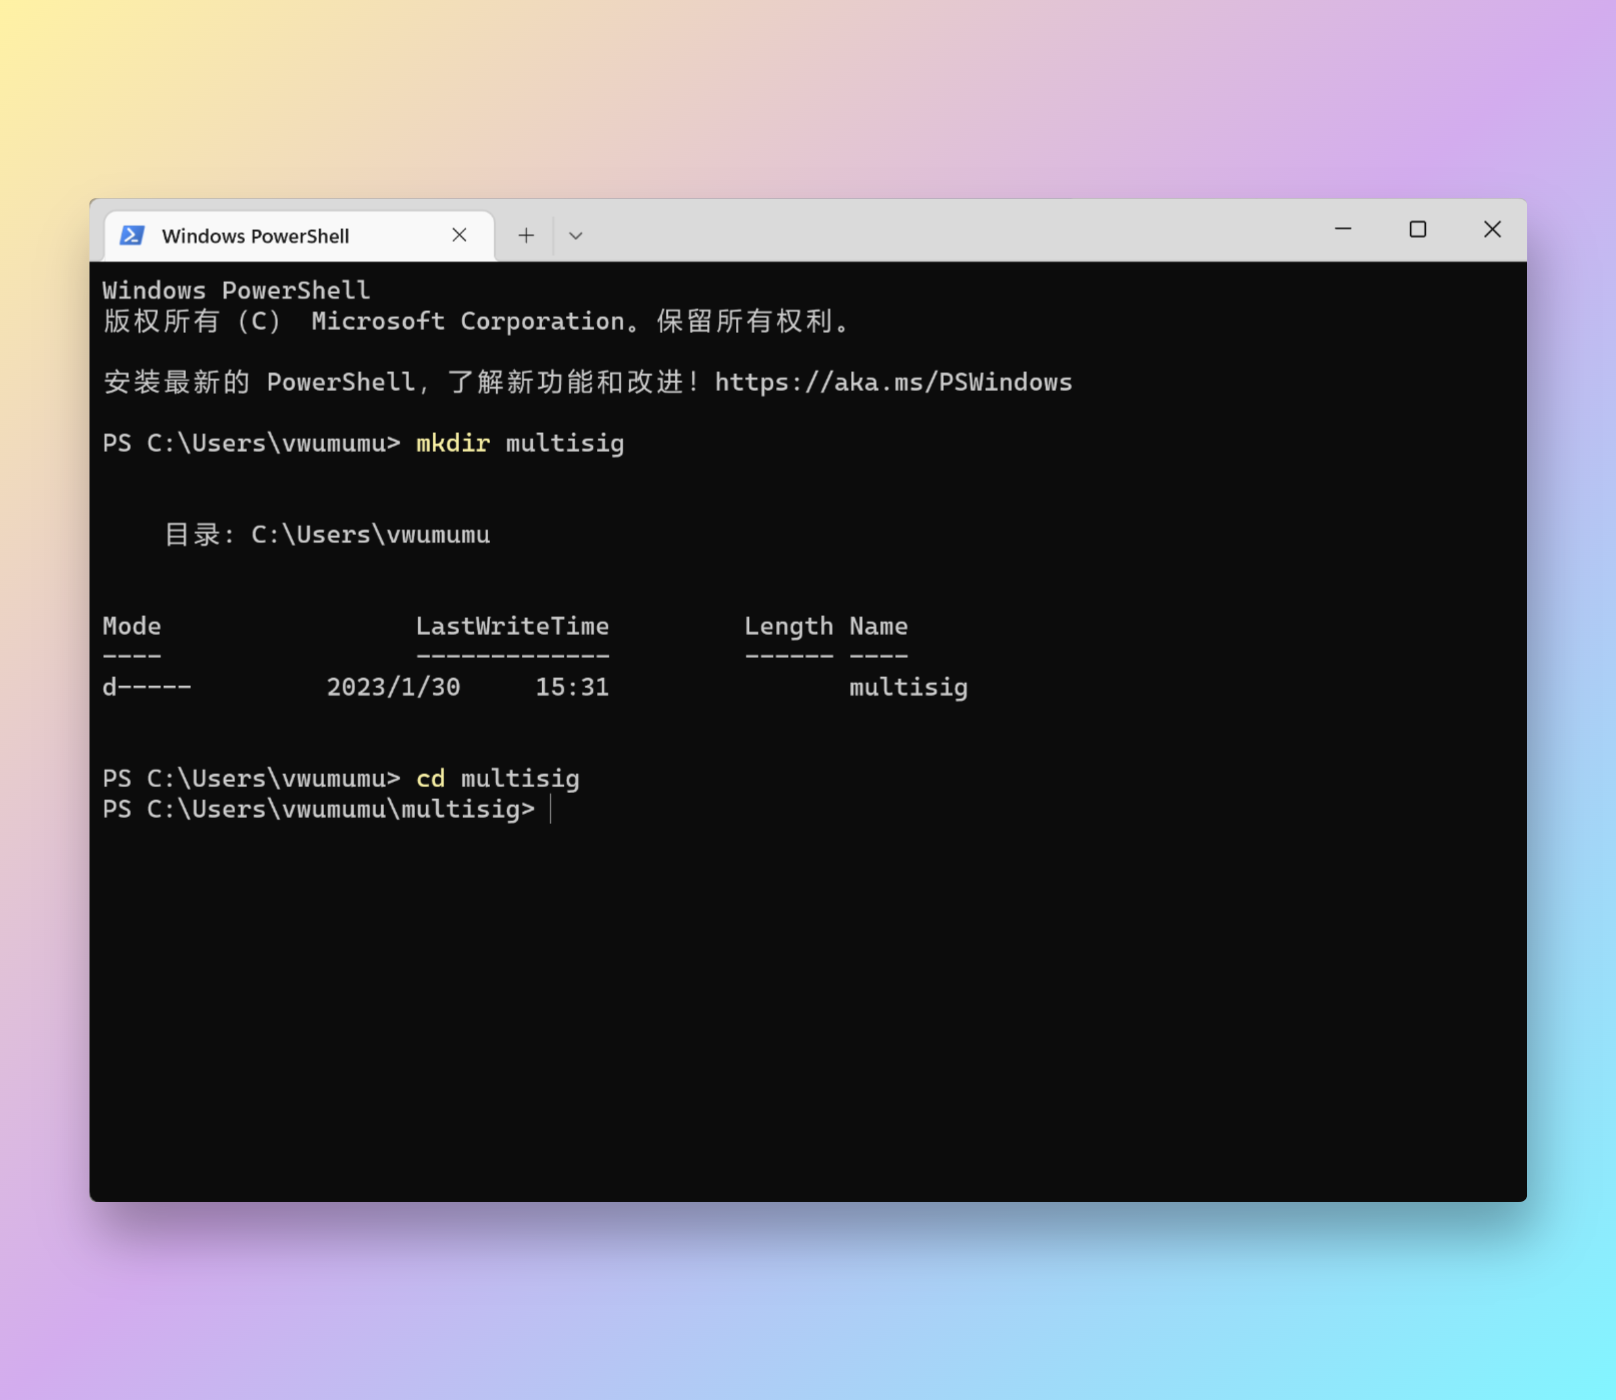 Windows PowerShell
Windows PowerShell
版权所有（C） Microsoft Corporation。保留所有权利。
安装最新的 PowerShell，了解新功能和改进！https://aka.ms/PSWindows
PS C:\Users\vwumumu> mkdir multisig
目录: C:\Users\vwumumu
Mode                 LastWriteTime         Length Name
----                 -------------         ------ ----
d-----         2023/1/30     15:31                multisig
PS C:\Users\vwumumu> cd multisig
PS C:\Users\vwumumu\multisig>